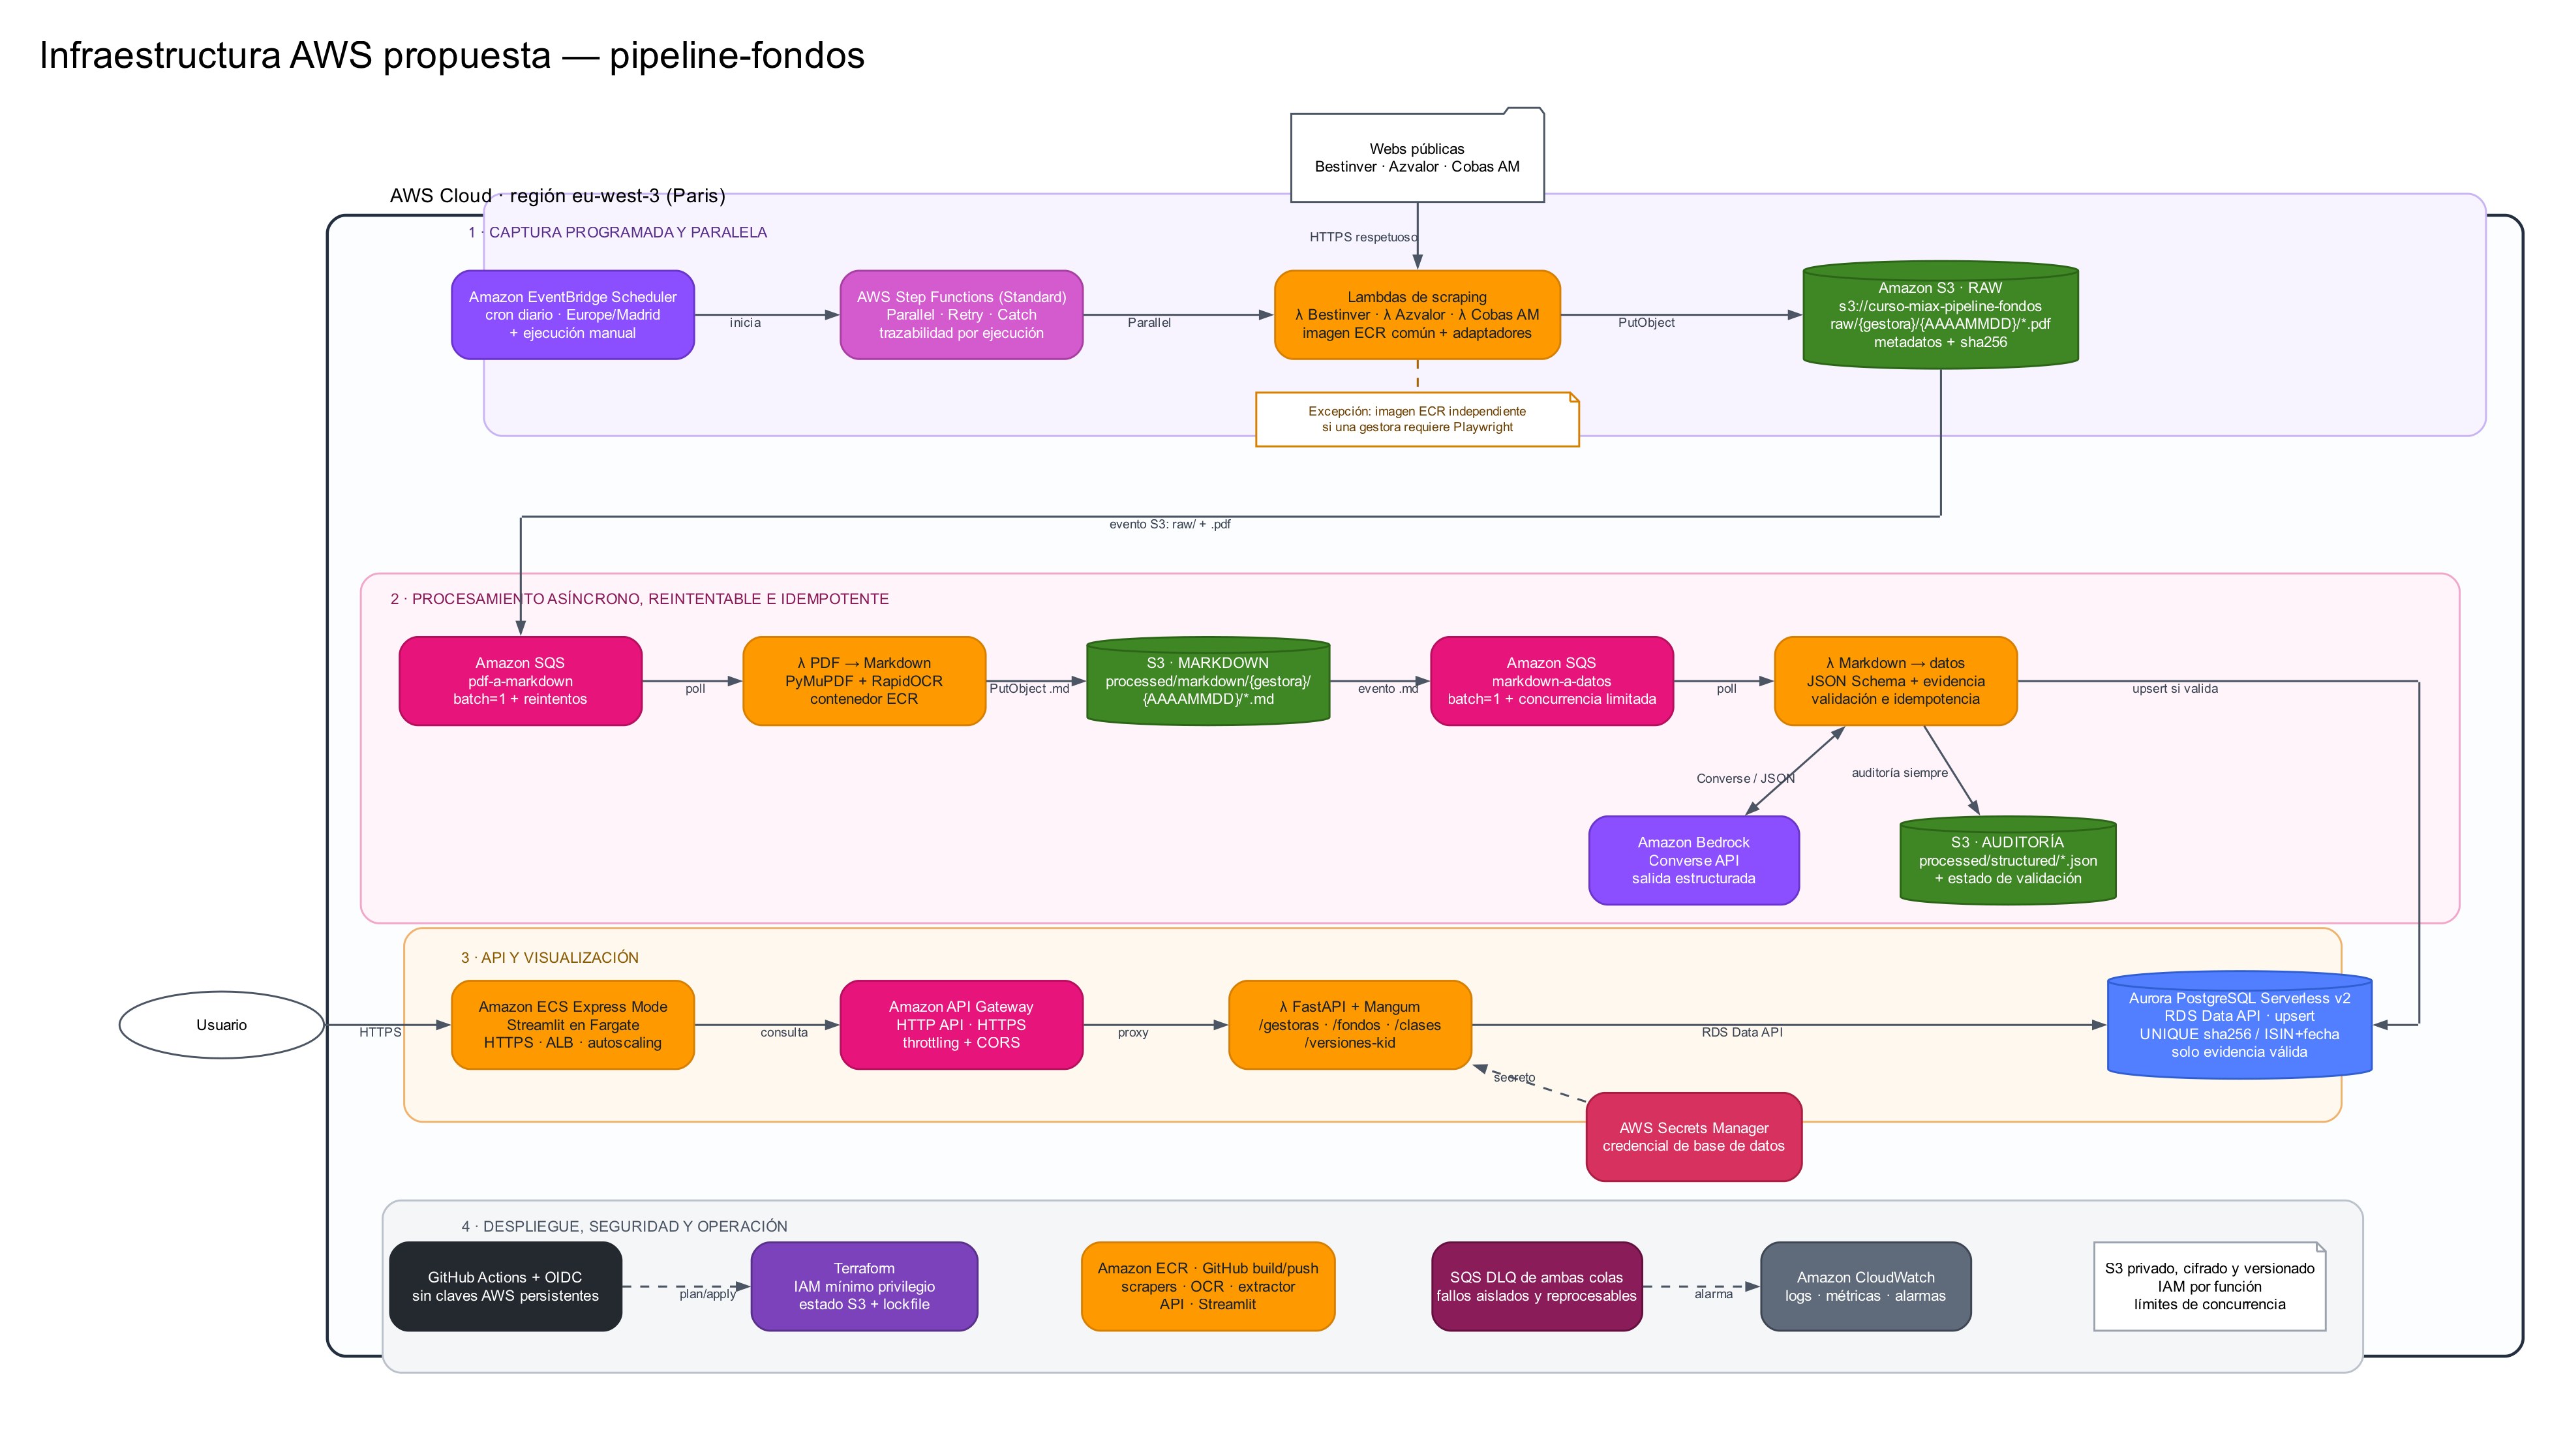 Infraestructura AWS propuesta — pipeline-fondos
Webs públicas
Bestinver · Azvalor · Cobas AM
AWS Cloud · región eu-west-3 (Paris)
1 · CAPTURA PROGRAMADA Y PARALELA
HTTPS respetuoso
Amazon EventBridge Scheduler
cron diario · Europe/Madrid
+ ejecución manual
inicia
AWS Step Functions (Standard)
Parallel · Retry · Catch
trazabilidad por ejecución
Parallel
Lambdas de scraping
λ Bestinver · λ Azvalor · λ Cobas AM
imagen ECR común + adaptadores
PutObject
Amazon S3 · RAW
s3://curso-miax-pipeline-fondos
raw/{gestora}/{AAAAMMDD}/*.pdf
metadatos + sha256
Excepción: imagen ECR independiente
si una gestora requiere Playwright
evento S3: raw/ + .pdf
2 · PROCESAMIENTO ASÍNCRONO, REINTENTABLE E IDEMPOTENTE
Amazon SQS
pdf-a-markdown
batch=1 + reintentos
poll
λ PDF → Markdown
PyMuPDF + RapidOCR
contenedor ECR
PutObject .md
S3 · MARKDOWN
processed/markdown/{gestora}/
{AAAAMMDD}/*.md
evento .md
Amazon SQS
markdown-a-datos
batch=1 + concurrencia limitada
poll
λ Markdown → datos
JSON Schema + evidencia
validación e idempotencia
upsert si valida
Converse / JSON
auditoría siempre
Amazon Bedrock
Converse API
salida estructurada
S3 · AUDITORÍA
processed/structured/*.json
+ estado de validación
3 · API Y VISUALIZACIÓN
Usuario
HTTPS
Amazon ECS Express Mode
Streamlit en Fargate
HTTPS · ALB · autoscaling
consulta
Amazon API Gateway
HTTP API · HTTPS
throttling + CORS
proxy
λ FastAPI + Mangum
/gestoras · /fondos · /clases
/versiones-kid
RDS Data API
Aurora PostgreSQL Serverless v2
RDS Data API · upsert
UNIQUE sha256 / ISIN+fecha
solo evidencia válida
secreto
AWS Secrets Manager
credencial de base de datos
4 · DESPLIEGUE, SEGURIDAD Y OPERACIÓN
GitHub Actions + OIDC
sin claves AWS persistentes
plan/apply
Terraform
IAM mínimo privilegio
estado S3 + lockfile
Amazon ECR · GitHub build/push
scrapers · OCR · extractor
API · Streamlit
SQS DLQ de ambas colas
fallos aislados y reprocesables
alarma
Amazon CloudWatch
logs · métricas · alarmas
S3 privado, cifrado y versionado
IAM por función
límites de concurrencia